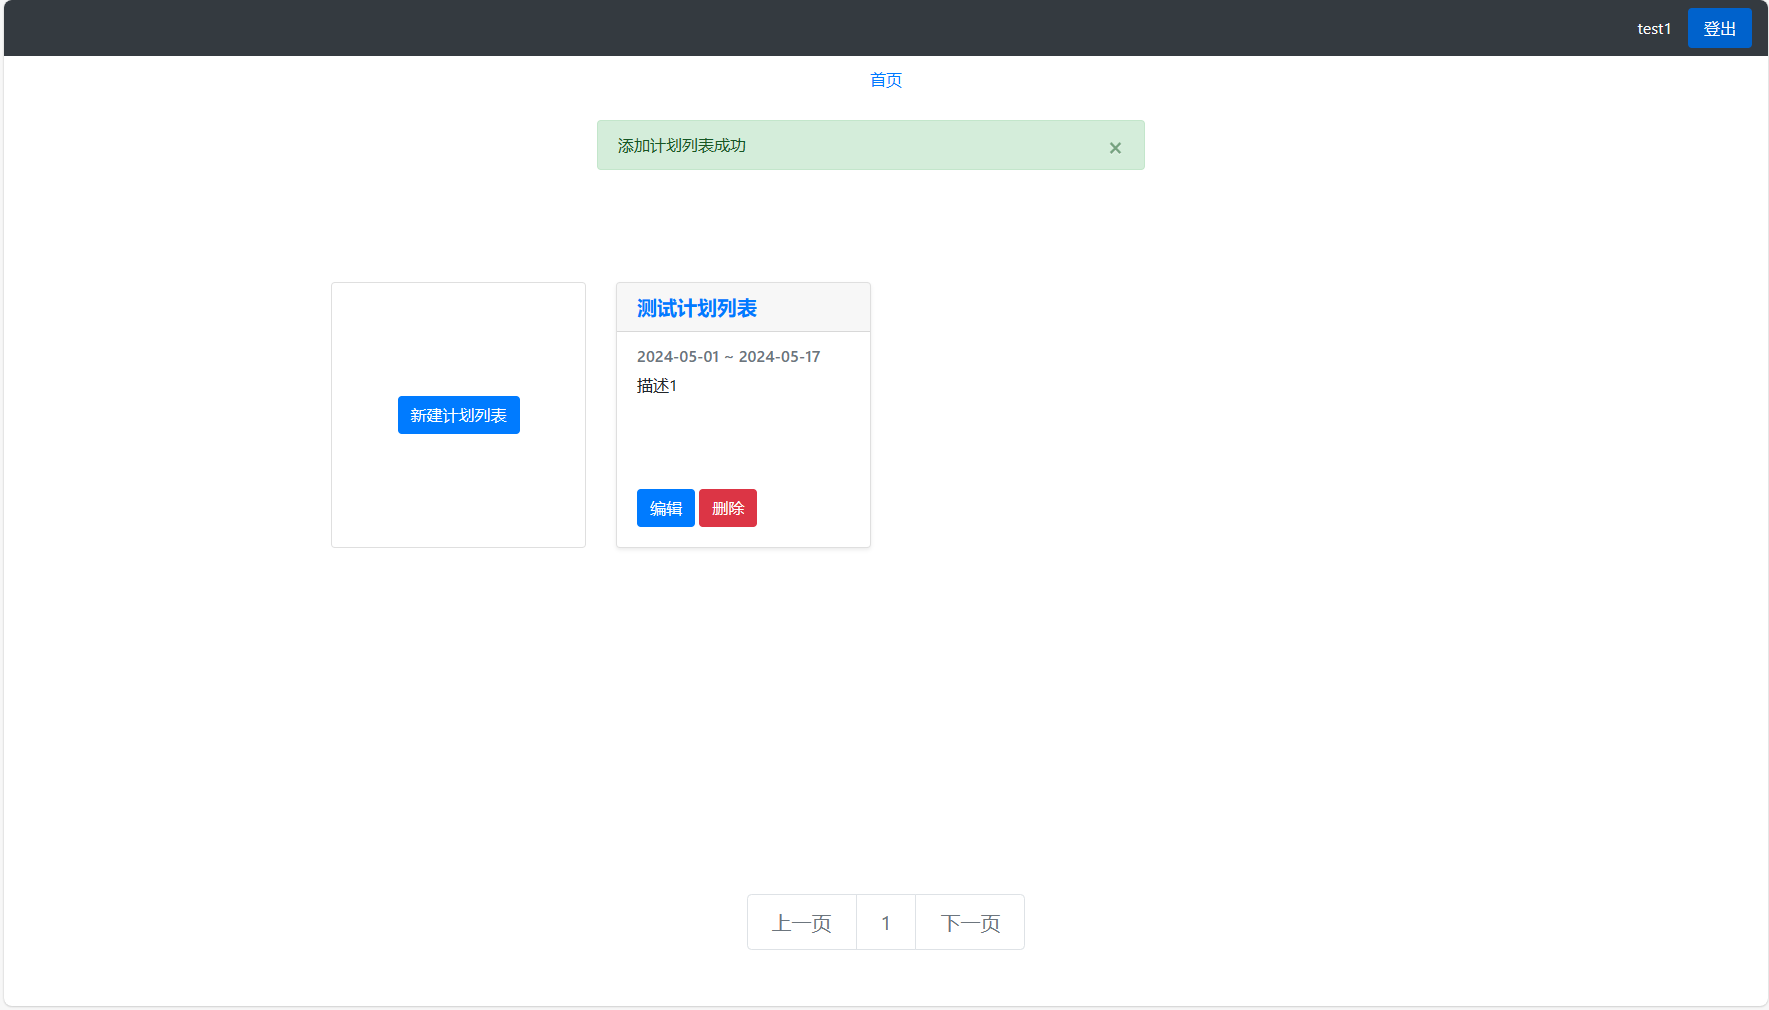 test1 登出
首页
添加计划列表成功 ×
新建计划列表
测试计划列表
2024-05-01 ~ 2024-05-17
描述1
编辑 删除
上一页 1 下一页